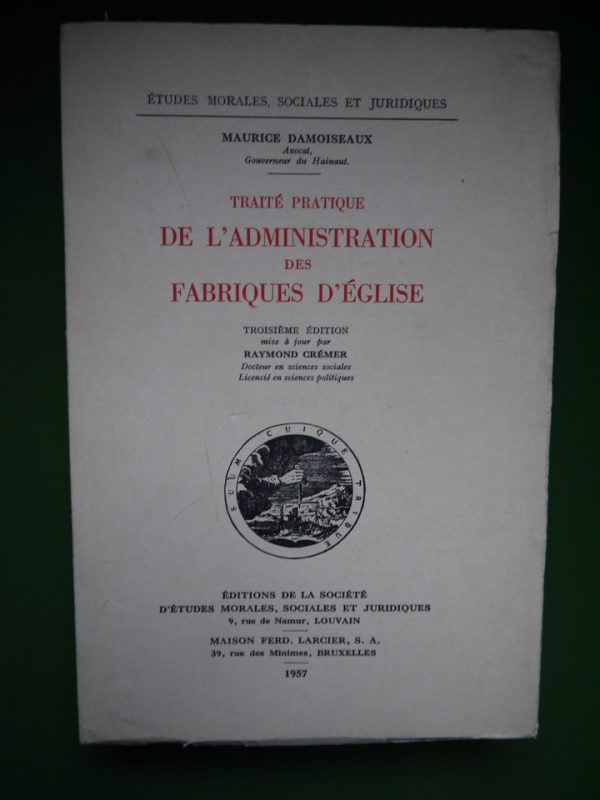 ÉTUDES MORALES, SOCIALES ET JURIDIQUES
MAURICE DAMOISEAUX
Avocat,
Gouverneur du Hainaut.
TRAITÉ PRATIQUE
DE L'ADMINISTRATION
DES
FABRIQUES D'ÉGLISE
TROISIÈME ÉDITION
mise à jour par
RAYMOND CRÉMER
Docteur en sciences sociales
Licencié en sciences politiques
SUUM CUIQUE TRIBUE
ÉDITIONS DE LA SOCIÉTÉ
D'ÉTUDES MORALES, SOCIALES ET JURIDIQUES
9, rue de Namur, LOUVAIN
MAISON FERD. LARCIER, S. A.
39, rue des Minimes, BRUXELLES
1957